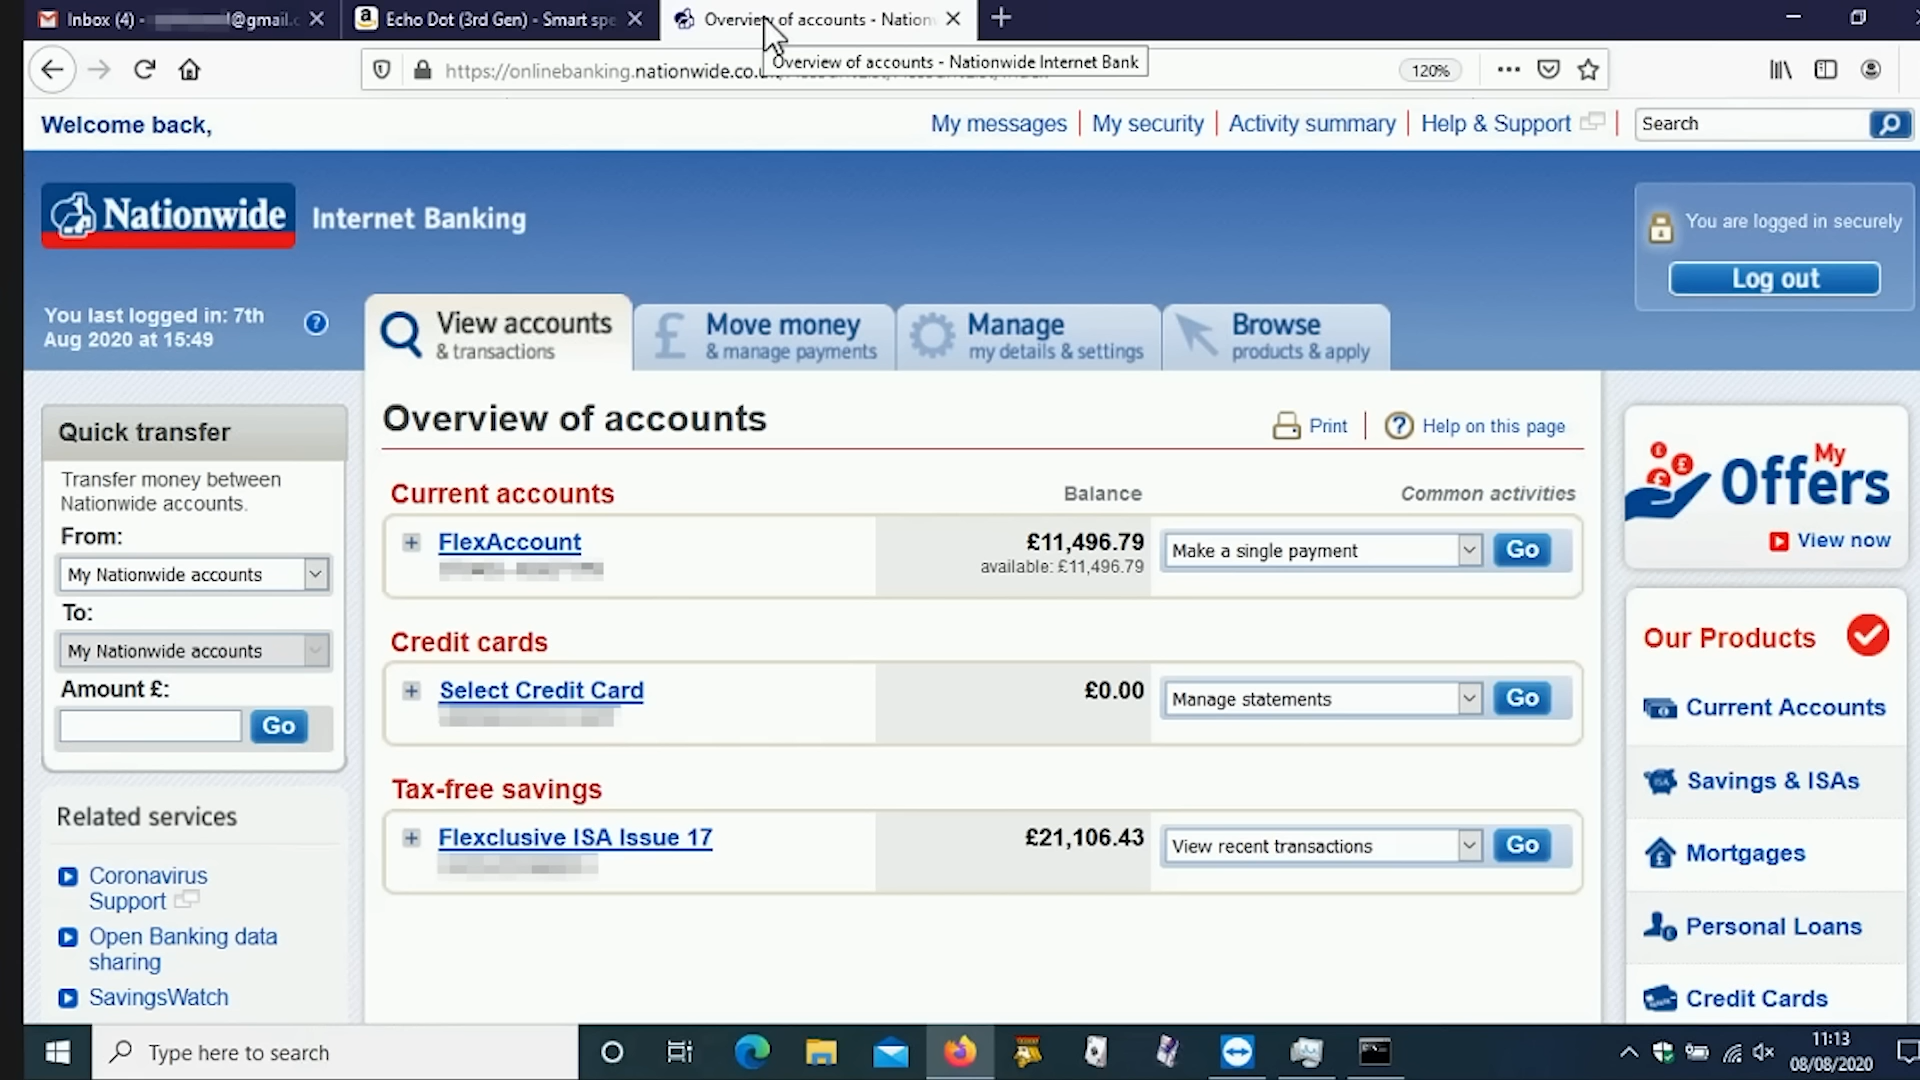 Inbox (4) - @gmail.c
Echo Dot (3rd Gen) - Smart spe
Overview of accounts - Nation
https://onlinebanking.nationwide.co.
Overview of accounts - Nationwide Internet Bank
120%
Welcome back,
My messages
My security
Activity summary
Help & Support
Search
Nationwide
Internet Banking
You are logged in securely
Log out
You last logged in: 7th
Aug 2020 at 15:49
?
View accounts
& transactions
Move money
& manage payments
Manage
my details & settings
Browse
products & apply
Quick transfer
Transfer money between
Nationwide accounts.
From:
My Nationwide accounts
To:
My Nationwide accounts
Amount £:
Go
Related services
Coronavirus
Support
Open Banking data
sharing
SavingsWatch
Overview of accounts
Print
? Help on this page
Current accounts
Balance
Common activities
FlexAccount
£11,496.79
available: £11,496.79
Make a single payment
Go
Credit cards
Select Credit Card
£0.00
Manage statements
Go
Tax-free savings
Flexclusive ISA Issue 17
£21,106.43
View recent transactions
Go
My
Offers
View now
Our Products
Current Accounts
Savings & ISAs
Mortgages
Personal Loans
Credit Cards
Type here to search
11:13
08/08/2020